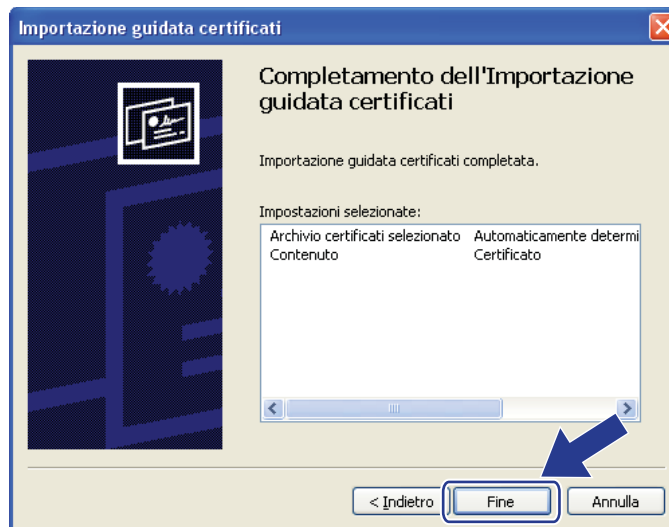 Importazione guidata certificati
Completamento dell'Importazione
guidata certificati
Importazione guidata certificati completata.
Impostazioni selezionate:
Archivio certificati selezionato Automaticamente determi
Contenuto Certificato
< Indietro Fine Annulla